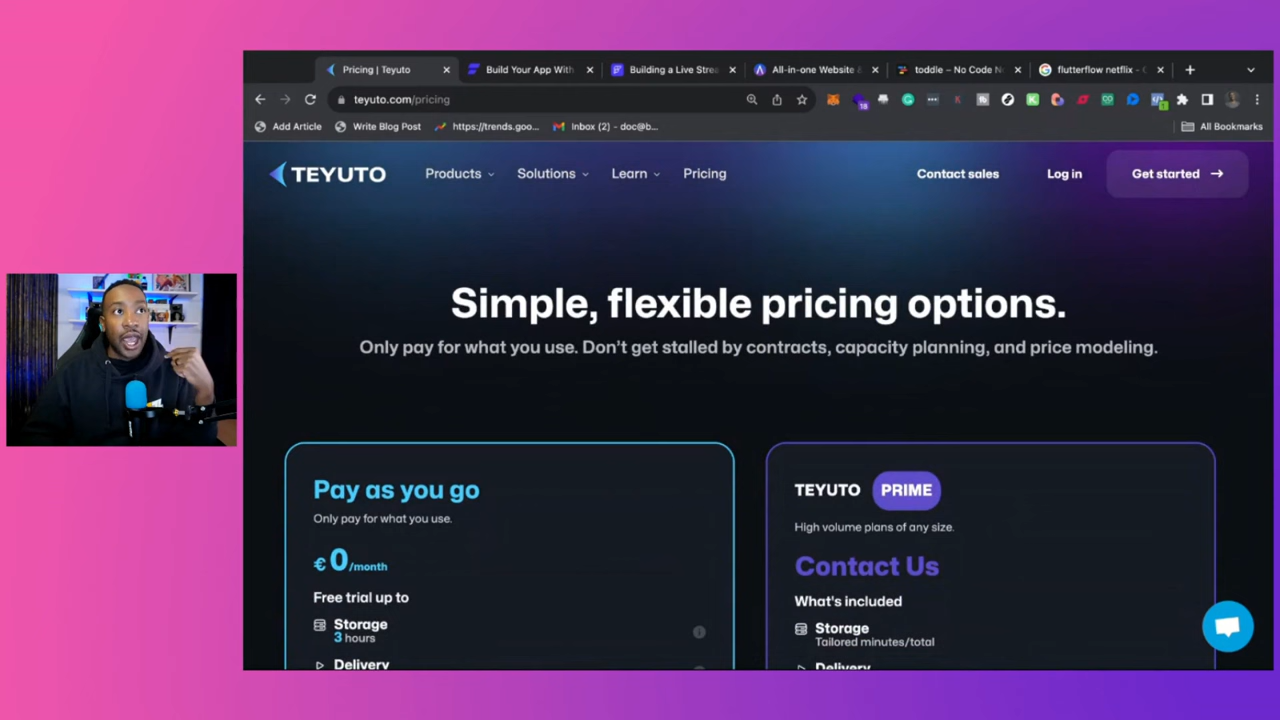 Pricing | Teyuto
Build Your App With
Building a Live Strea
All-in-one Website &
toddle – No Code N
flutterflow netflix - G
teyuto.com/pricing
18
1
Add Article
Write Blog Post
https://trends.goo...
Inbox (2) - doc@b...
All Bookmarks
TEYUTO
Products
Solutions
Learn
Pricing
Contact sales
Log in
Get started →
Simple, flexible pricing options.
Only pay for what you use. Don't get stalled by contracts, capacity planning, and price modeling.
Pay as you go
Only pay for what you use.
€ 0 /month
Free trial up to
Storage
3 hours
Delivery
TEYUTO PRIME
High volume plans of any size.
Contact Us
What's included
Storage
Tailored minutes/total
Delivery